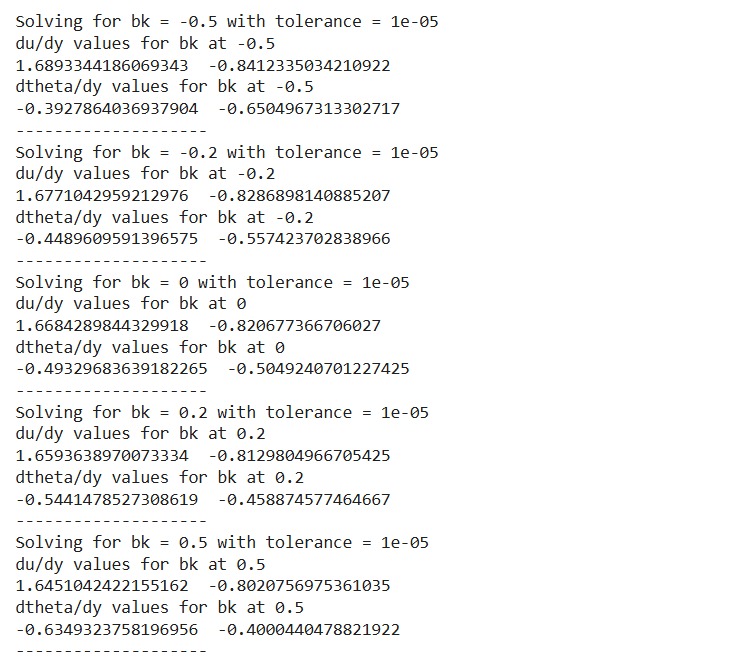 Solving for bk = -0.5 with tolerance = 1e-05
du/dy values for bk at -0.5
1.6893344186069343  -0.8412335034210922
dtheta/dy values for bk at -0.5
-0.3927864036937904  -0.6504967313302717
--------------------
Solving for bk = -0.2 with tolerance = 1e-05
du/dy values for bk at -0.2
1.6771042959212976  -0.8286898140885207
dtheta/dy values for bk at -0.2
-0.4489609591396575  -0.557423702838966
--------------------
Solving for bk = 0 with tolerance = 1e-05
du/dy values for bk at 0
1.6684289844329918  -0.820677366706027
dtheta/dy values for bk at 0
-0.49329683639182265  -0.5049240701227425
--------------------
Solving for bk = 0.2 with tolerance = 1e-05
du/dy values for bk at 0.2
1.6593638970073334  -0.8129804966705425
dtheta/dy values for bk at 0.2
-0.5441478527308619  -0.458874577464667
--------------------
Solving for bk = 0.5 with tolerance = 1e-05
du/dy values for bk at 0.5
1.6451042422155162  -0.8020756975361035
dtheta/dy values for bk at 0.5
-0.6349323758196956  -0.4000440478821922
--------------------